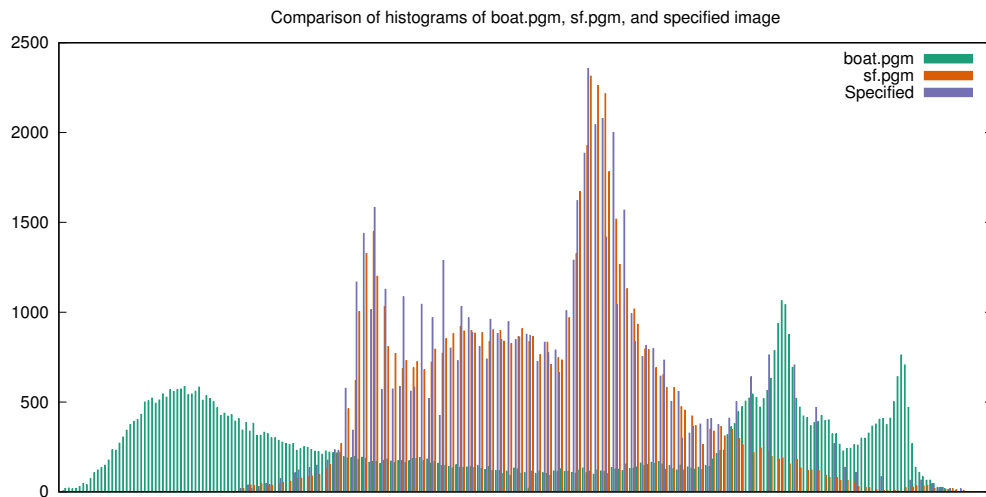 Comparison of histograms of boat.pgm, sf.pgm, and specified image
2500
2000
1500
1000
500
0
boat.pgm
sf.pgm
Specified